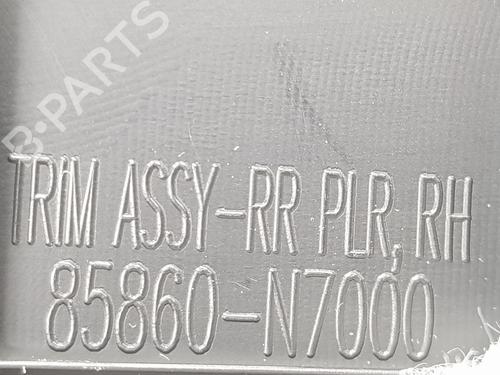 B-PARTS
TRIM ASSY-RR PLR, RH
85860-N7000